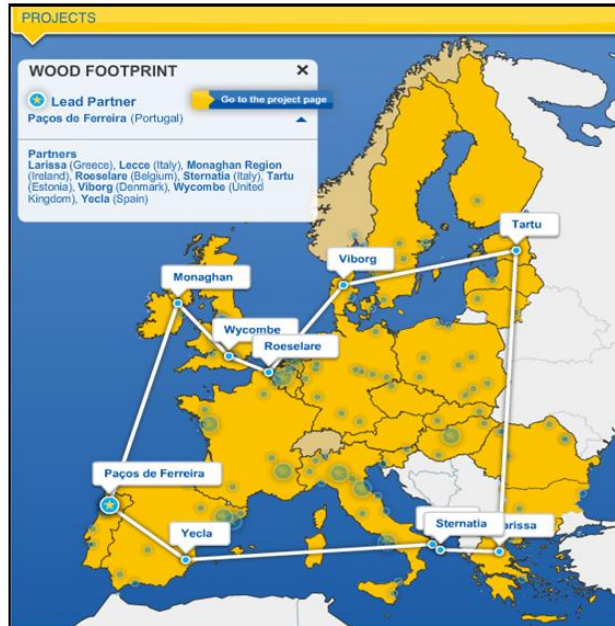 PROJECTS
WOOD FOOTPRINT
Lead Partner
Go to the project page
Paços de Ferreira (Portugal)
Partners
Larissa (Greece), Lecce (Italy), Monaghan Region
(Ireland), Roeselare (Belgium), Sternatia (Italy), Tartu
(Estonia), Viborg (Denmark), Wycombe (United
Kingdom), Yecla (Spain)
Tartu
Viborg
Monaghan
Wycombe
Roeselare
Paços de Ferreira
Yecla
Sternatia
arissa